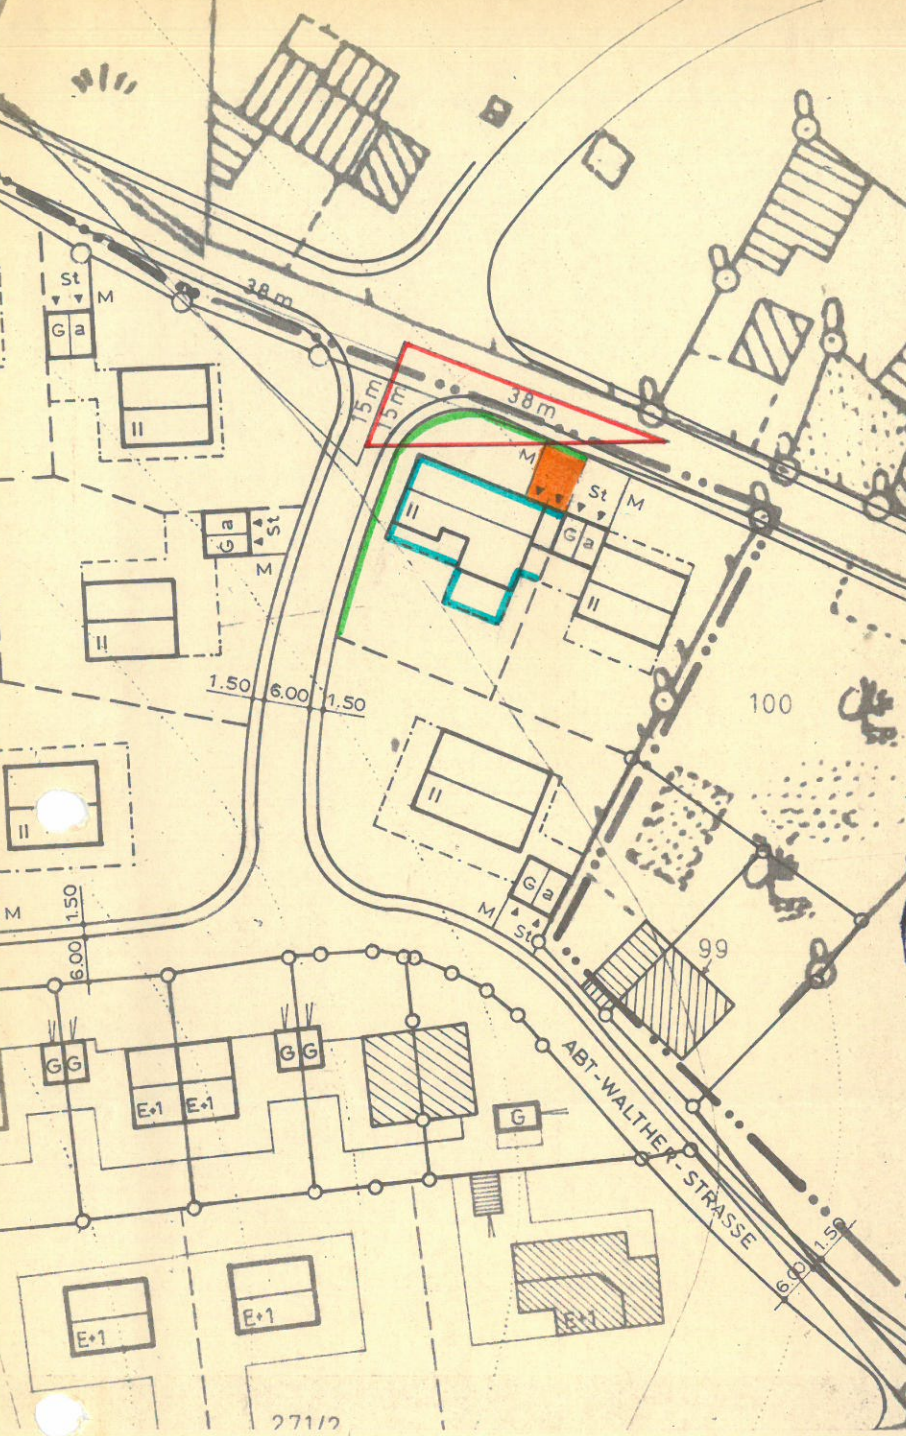 38 m
St
M
G a
II
15 m
15 m
38 m
M
II
St
M
G a
G a
St
M
II
II
1.50 6.00 1.50
100
II
II
M
1.50
6.00
G a
M
St
99
G G
G G
E+1 E+1
G
ABT-WALTHER-STRASSE
1.5
6.00
E+1
E+1
E+1
271/2